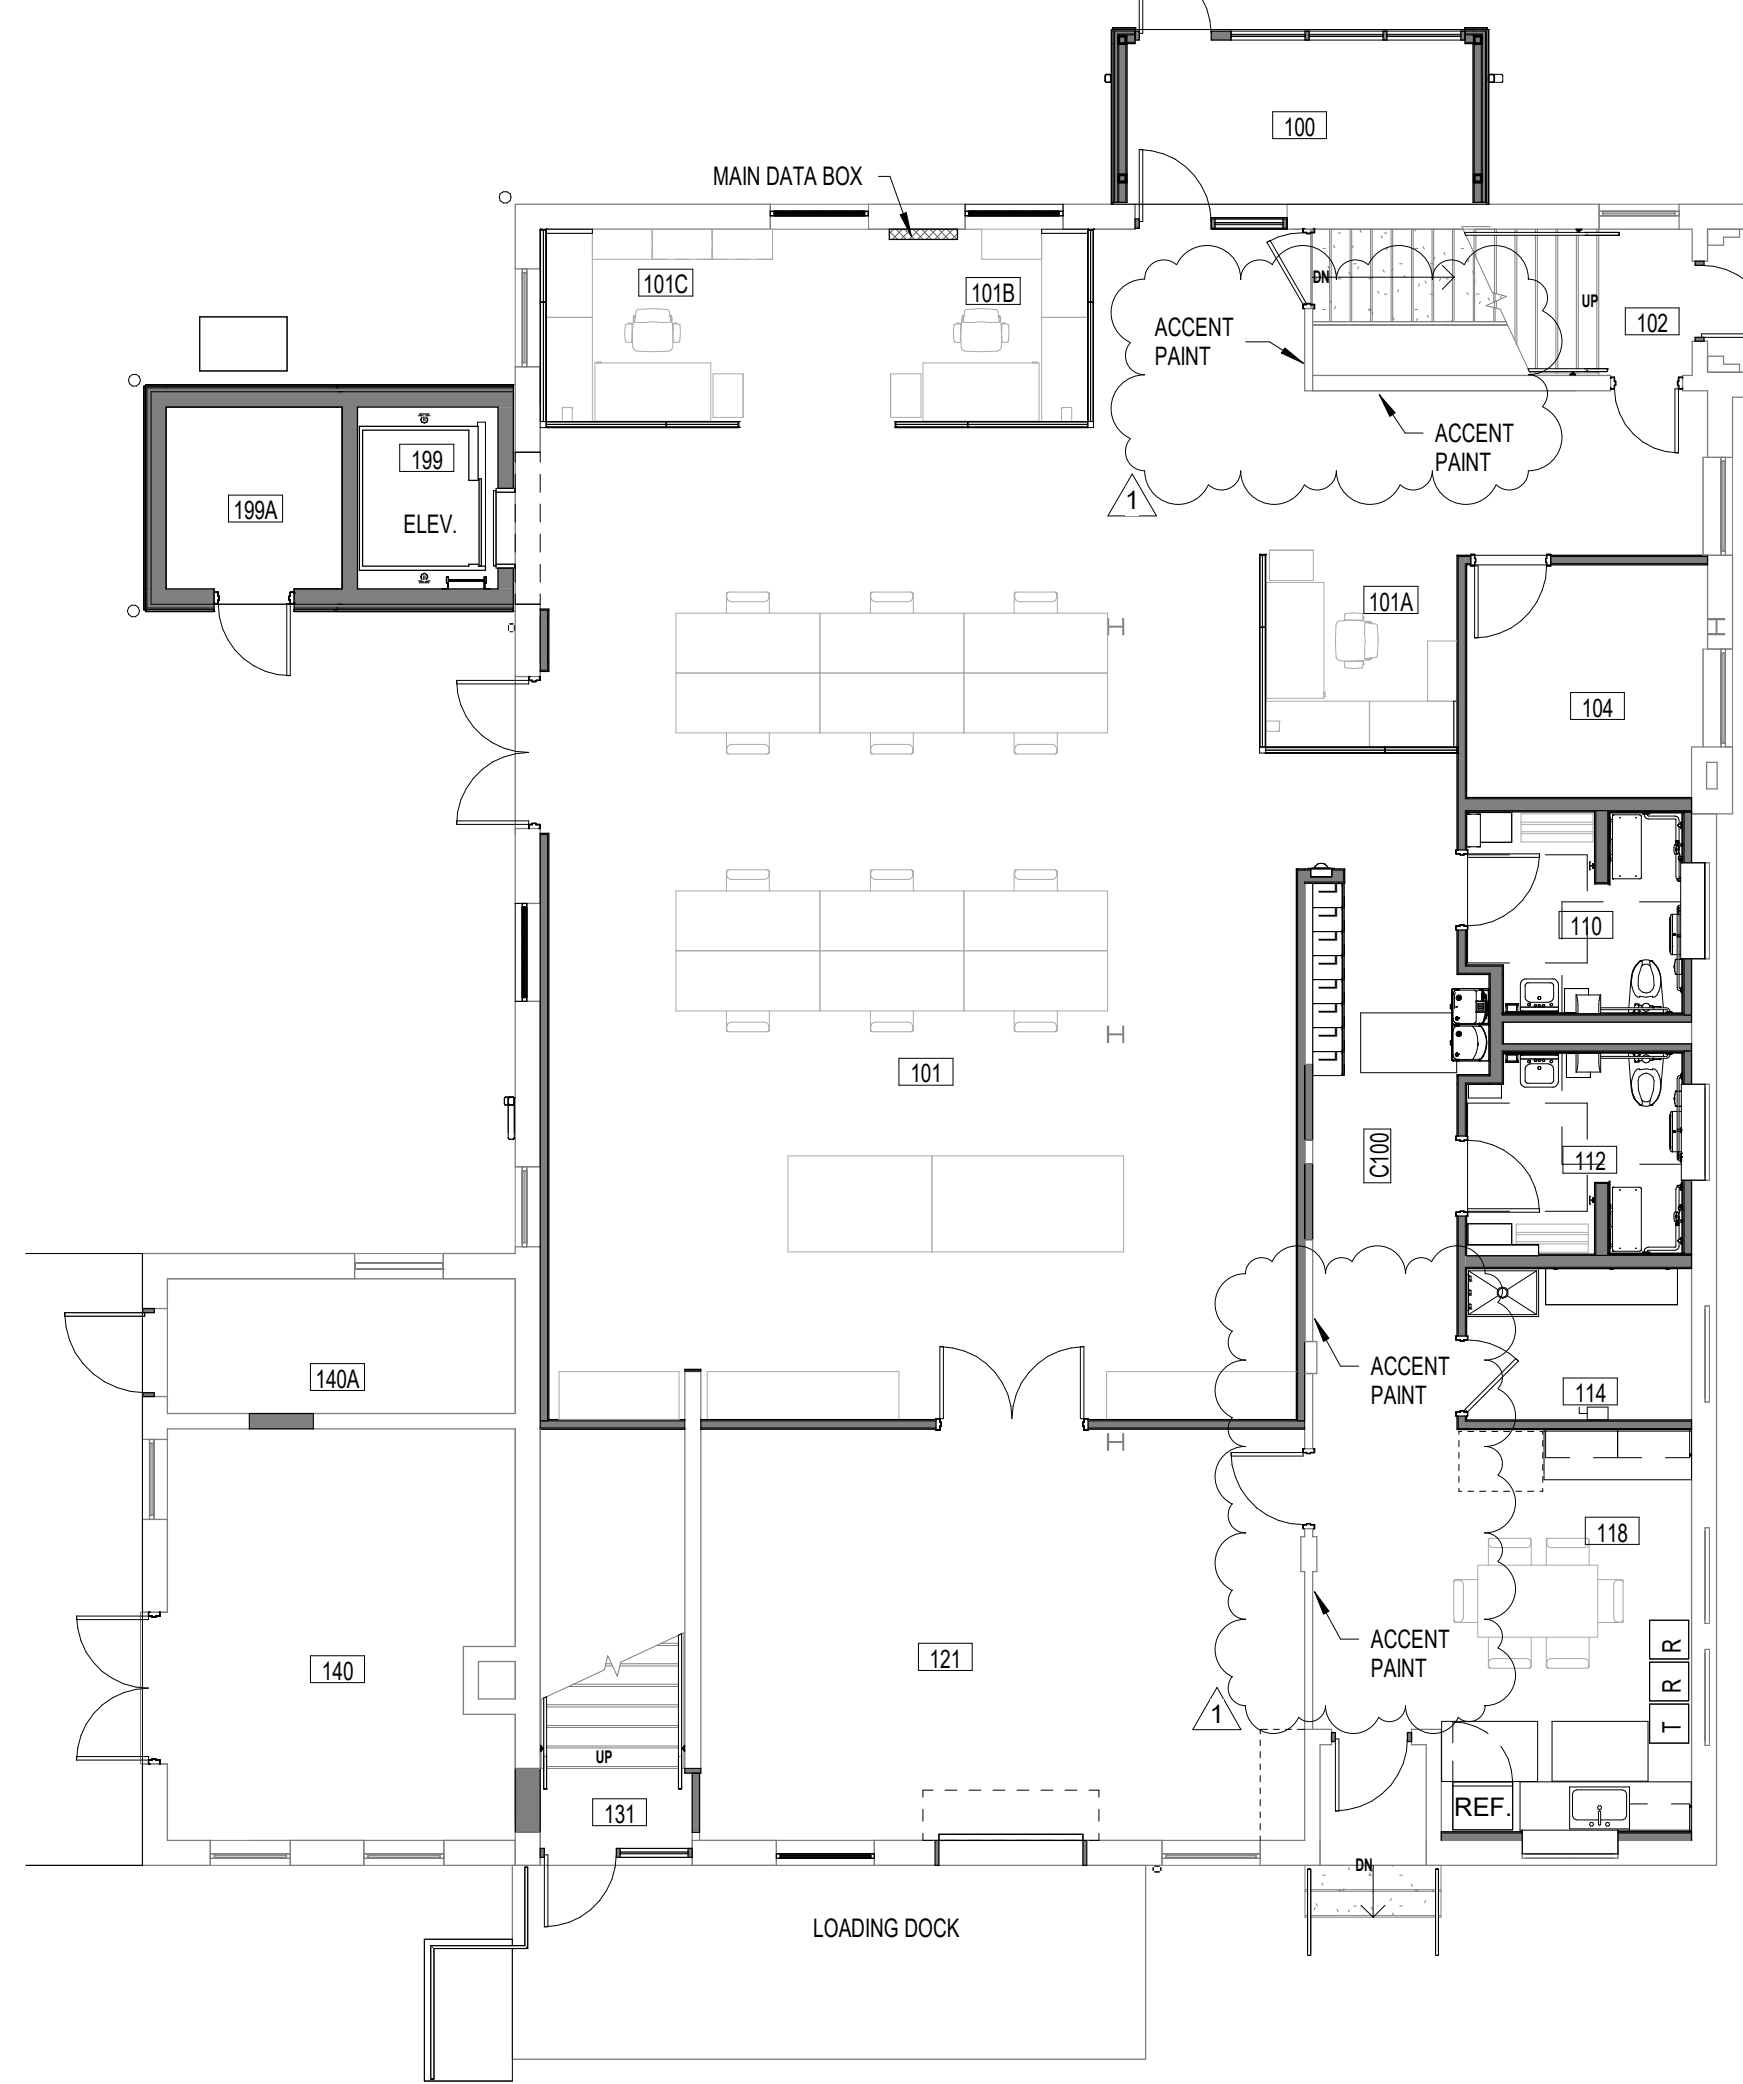 100
MAIN DATA BOX
101C
101B
DN
UP
102
ACCENT
PAINT
ACCENT
PAINT
199
199A
ELEV.
1
101A
104
110
101
C100
112
140A
ACCENT
PAINT
114
118
140
121
ACCENT
PAINT
R
R
T
1
UP
131
REF.
DN
LOADING DOCK